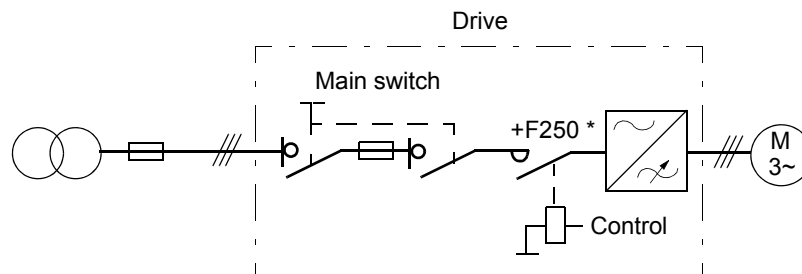 Drive
Main switch
+F250 *
M
3~
Control